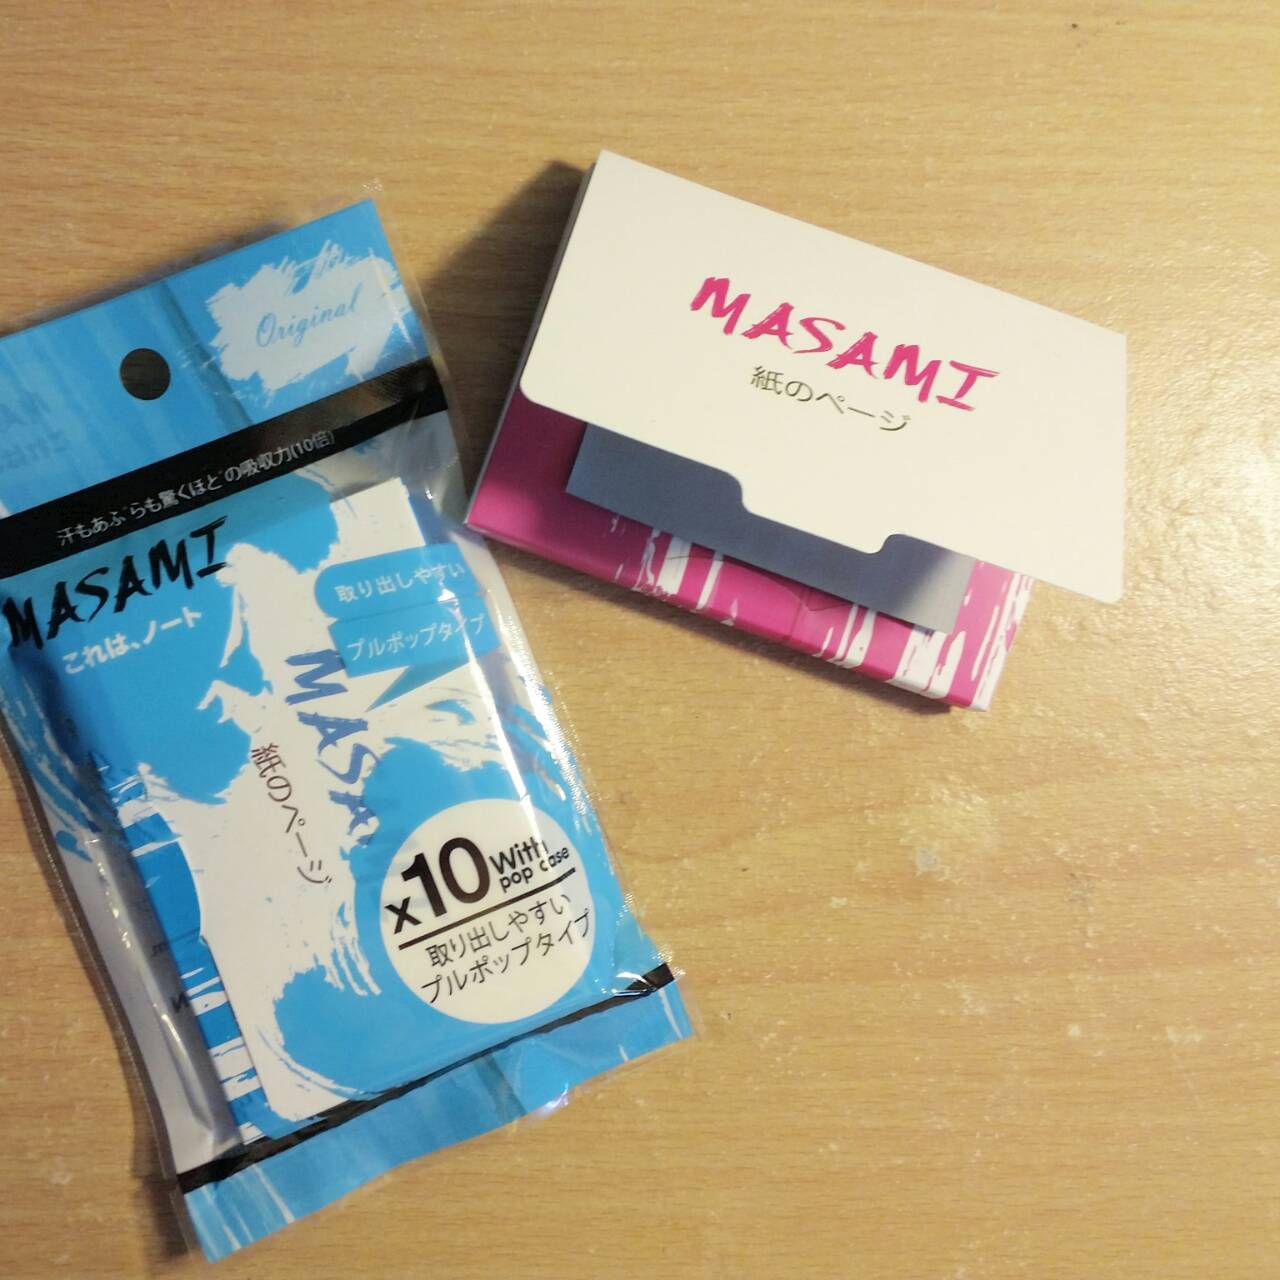 The
Original
汗もあぶらも驚くほどの吸収力(10倍)
MASAMI
これは、ノート
取り出しやすい
プルポップタイプ
MASA
紙のページ
x10 With
pop case
取り出しやすい
プルポップタイプ
MASAMI
紙のページ